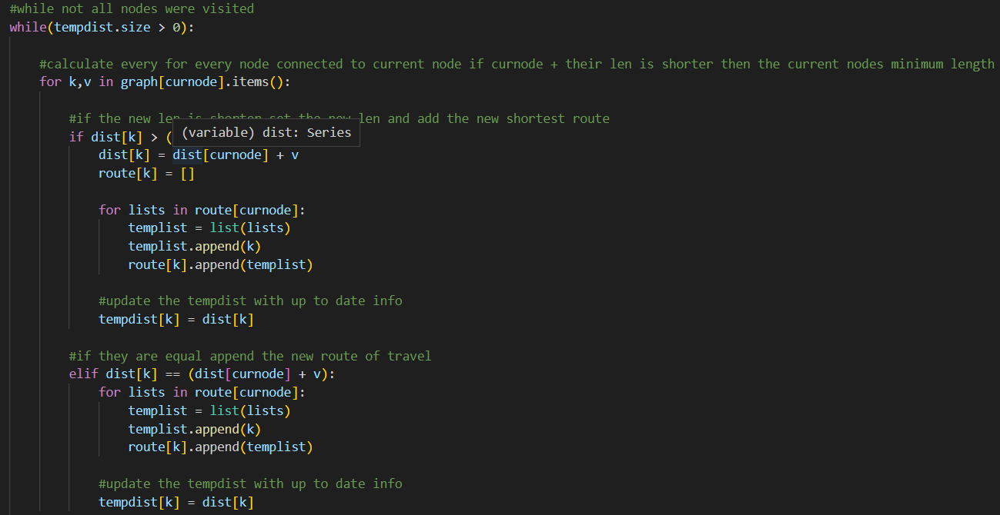 #while not all nodes were visited
while(tempdist.size > 0):
#calculate every for every node connected to current node if curnode + their len is shorter then the current nodes minimum length
for k,v in graph[curnode].items():
#if the new len is shorter set the new len and add the new shortest route
if dist[k] > (
(variable) dist: Series
dist[k] = dist[curnode] + v
route[k] = []
for lists in route[curnode]:
templist = list(lists)
templist.append(k)
route[k].append(templist)
#update the tempdist with up to date info
tempdist[k] = dist[k]
#if they are equal append the new route of travel
elif dist[k] == (dist[curnode] + v):
for lists in route[curnode]:
templist = list(lists)
templist.append(k)
route[k].append(templist)
#update the tempdist with up to date info
tempdist[k] = dist[k]